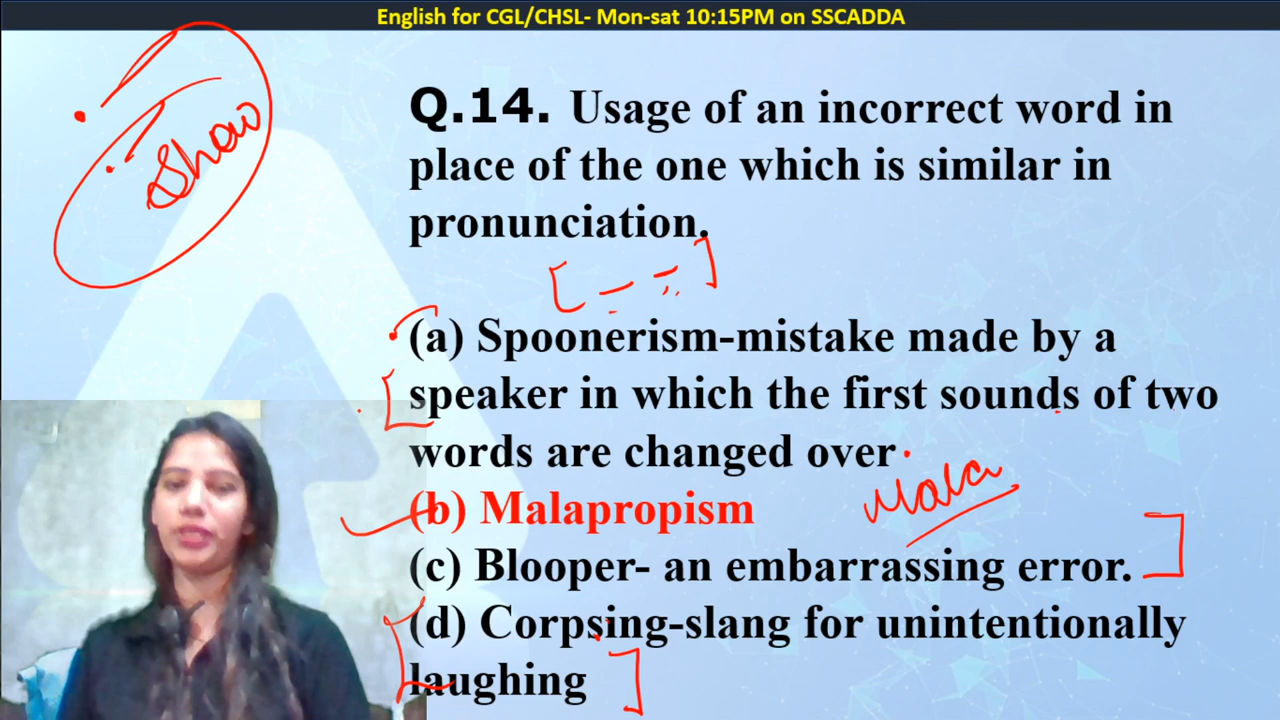 English for CGL/CHSL- Mon-sat 10:15PM on SSCADDA
Q.14. Usage of an incorrect word in
place of the one which is similar in
pronunciation.
(a) Spoonerism-mistake made by a
speaker in which the first sounds of two
words are changed over
(b) Malapropism
(c) Blooper- an embarrassing error.
(d) Corpsing-slang for unintentionally
laughing
Show
Mala